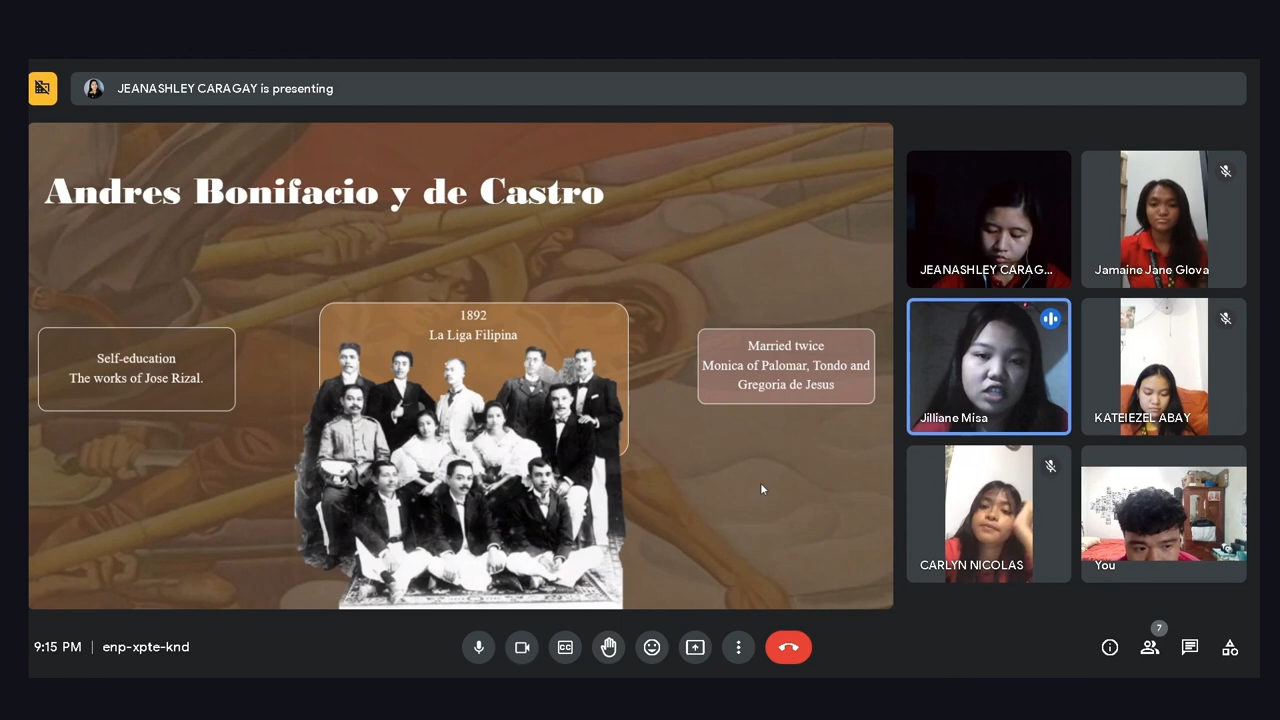 JEANASHLEY CARAGAY is presenting
Andres Bonifacio y de Castro
Self-education
The works of Jose Rizal.
1892
La Liga Filipina
Married twice
Monica of Palomar, Tondo and
Gregoria de Jesus
JEANASHLEY CARAG...
Jamaine Jane Glova
Jilliane Misa
KATEIEZEL ABAY
CARLYN NICOLAS
You
9:15 PM | enp-xpte-knd
CC
7